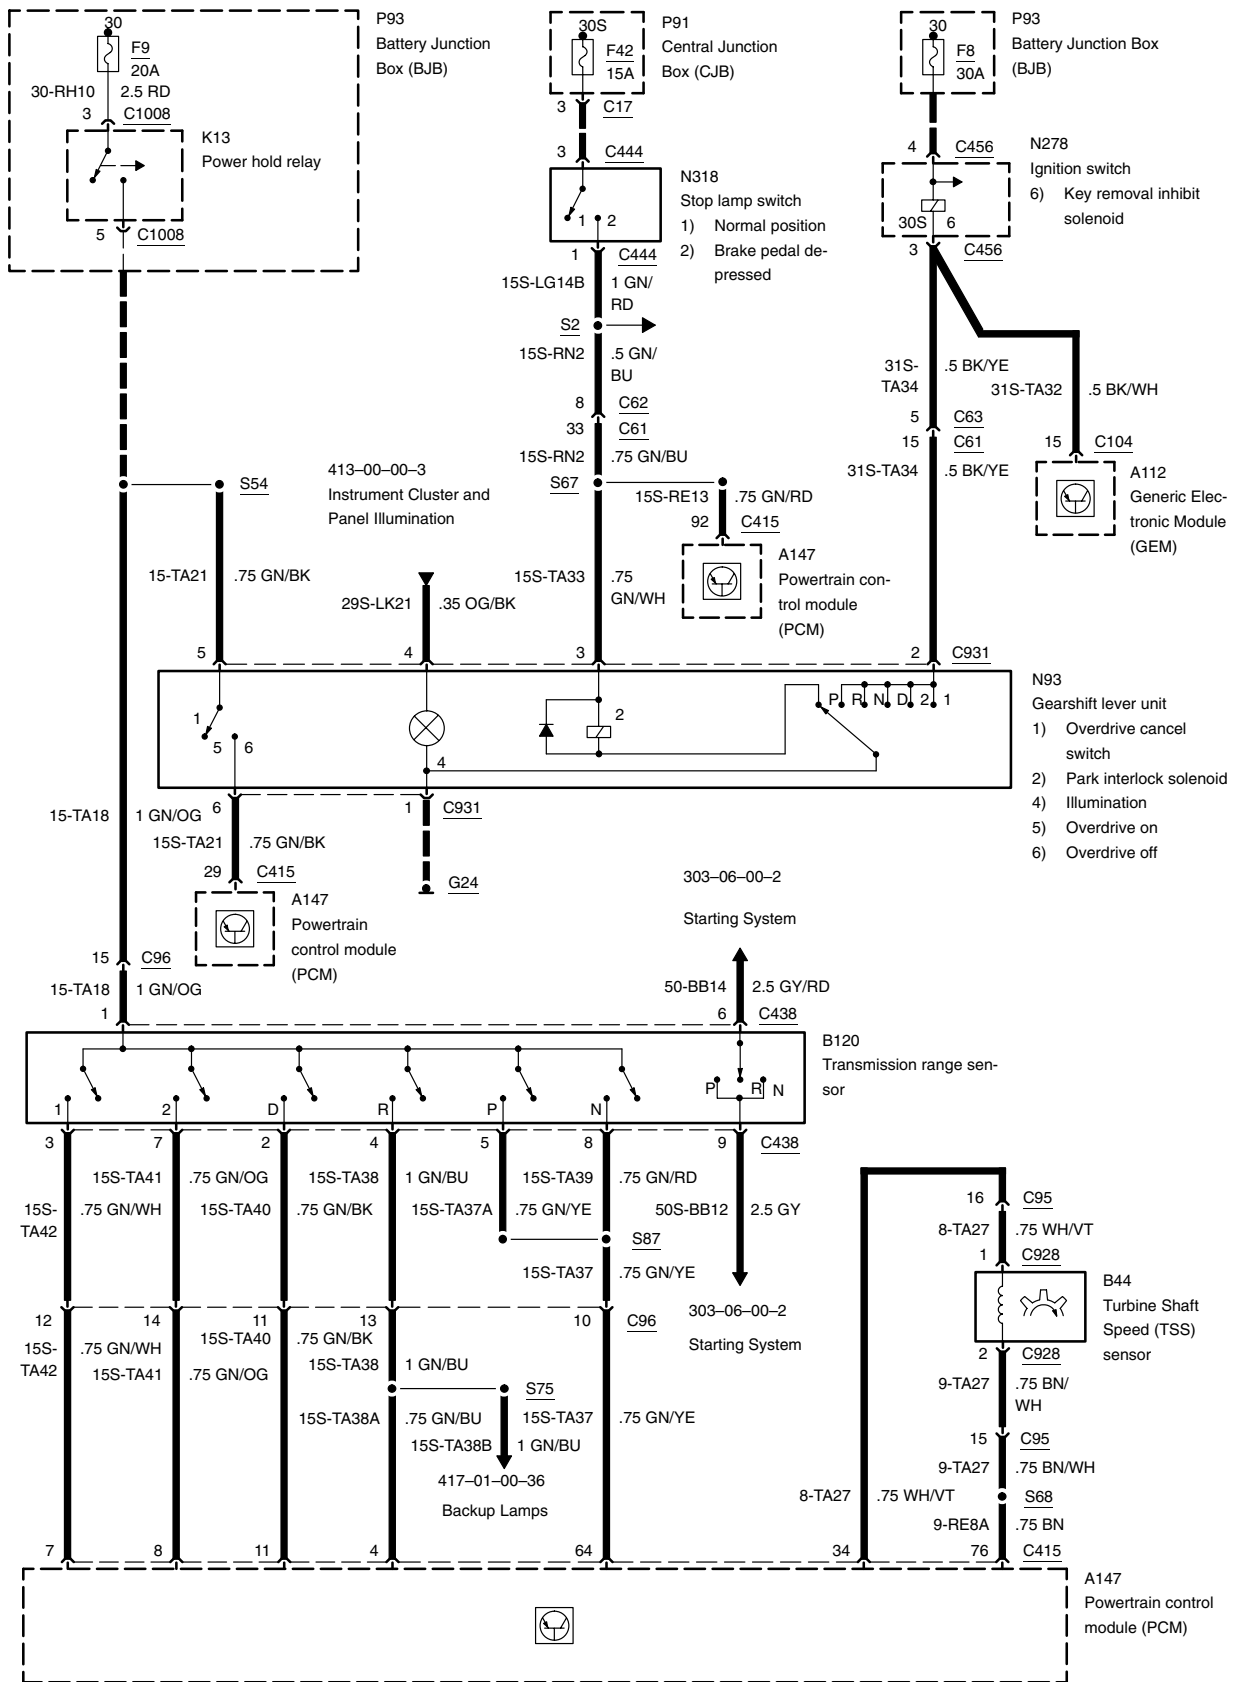 30
F9
20A
30-RH10 2.5 RD
3 C1008
K13
Power hold relay
5 C1008
P93
Battery Junction
Box (BJB)
30S
F42
15A
P91
Central Junction
Box (CJB)
3 C17
3 C444
N318
Stop lamp switch
1) Normal position
2) Brake pedal de-
pressed
1 2
1 C444
15S-LG14B 1 GN/
RD
S2
15S-RN2 .5 GN/
BU
8 C62
33 C61
15S-RN2 .75 GN/BU
S67
15S-RE13 .75 GN/RD
92 C415
A147
Powertrain con-
trol module
(PCM)
15S-TA33 .75
GN/WH
30
F8
30A
P93
Battery Junction Box
(BJB)
4 C456
N278
Ignition switch
6) Key removal inhibit
solenoid
30S 6
3 C456
31S-
TA34
.5 BK/YE
31S-TA32 .5 BK/WH
5 C63
15 C61
31S-TA34 .5 BK/YE
15 C104
A112
Generic Elec-
tronic Module
(GEM)
S54
413–00–00–3
Instrument Cluster and
Panel Illumination
15-TA21 .75 GN/BK
29S-LK21 .35 OG/BK
5 4 3 2 C931
N93
Gearshift lever unit
1) Overdrive cancel
switch
2) Park interlock solenoid
4) Illumination
5) Overdrive on
6) Overdrive off
1
5 6
4
2
P R N D 2 1
15-TA18 1 GN/OG
6 1 C931
15S-TA21 .75 GN/BK
29 C415
A147
Powertrain
control module
(PCM)
G24
303–06–00–2
Starting System
15 C96
15-TA18 1 GN/OG
50-BB14 2.5 GY/RD
1 6 C438
B120
Transmission range sen-
sor
1 2 D R P N
P R N
3 7 2 4 5 8 9 C438
15S-TA41 .75 GN/OG 15S-TA38 1 GN/BU 15S-TA39 .75 GN/RD
15S-
TA42
.75 GN/WH 15S-TA40 .75 GN/BK 15S-TA37A .75 GN/YE 50S-BB12 2.5 GY
S87
15S-TA37 .75 GN/YE
303–06–00–2
Starting System
12 14 11 13 10 C96
15S-
TA42
.75 GN/WH 15S-TA40 .75 GN/BK
15S-TA41 .75 GN/OG 15S-TA38 1 GN/BU
S75
15S-TA38A .75 GN/BU 15S-TA37 .75 GN/YE
15S-TA38B 1 GN/BU
417–01–00–36
Backup Lamps
16 C95
8-TA27 .75 WH/VT
1 C928
B44
Turbine Shaft
Speed (TSS)
sensor
2 C928
9-TA27 .75 BN/
WH
15 C95
9-TA27 .75 BN/WH
8-TA27 .75 WH/VT S68
9-RE8A .75 BN
7 8 11 4 64 34 76 C415
A147
Powertrain control
module (PCM)